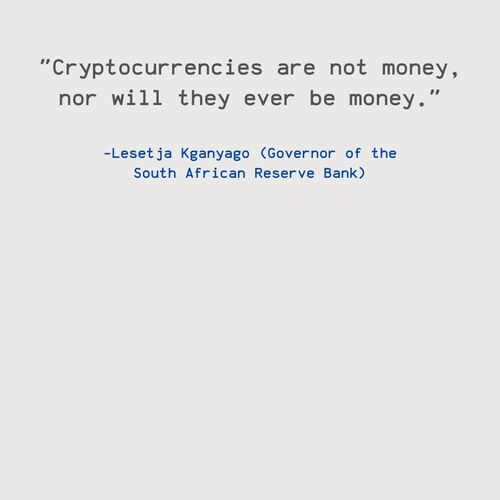 "Cryptocurrencies are not money,
nor will they ever be money."
-Lesetja Kganyago (Governor of the
South African Reserve Bank)